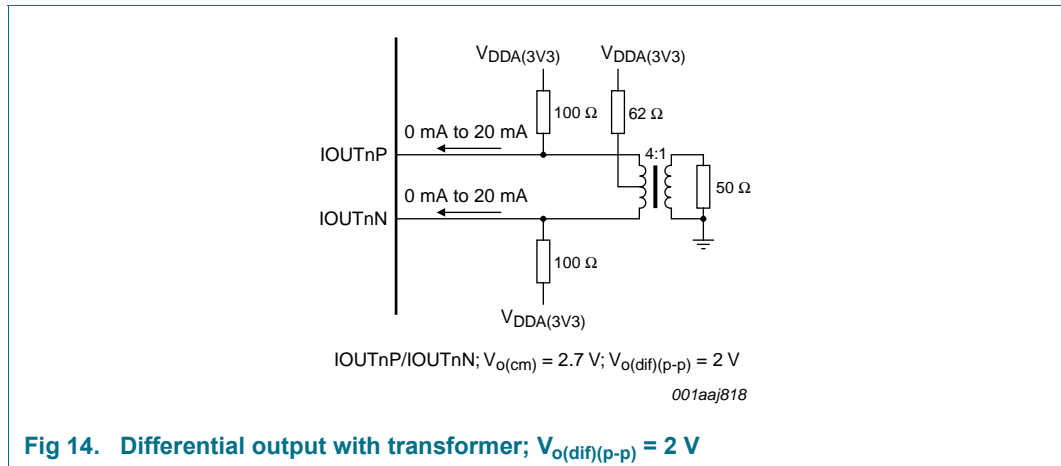 VDDA(3V3) VDDA(3V3)
100 Ω 62 Ω
0 mA to 20 mA
IOUTnP 4:1
50 Ω
0 mA to 20 mA
IOUTnN
100 Ω
VDDA(3V3)
IOUTnP/IOUTnN; Vo(cm) = 2.7 V; Vo(dif)(p-p) = 2 V
001aaj818
Fig 14. Differential output with transformer; Vo(dif)(p-p) = 2 V